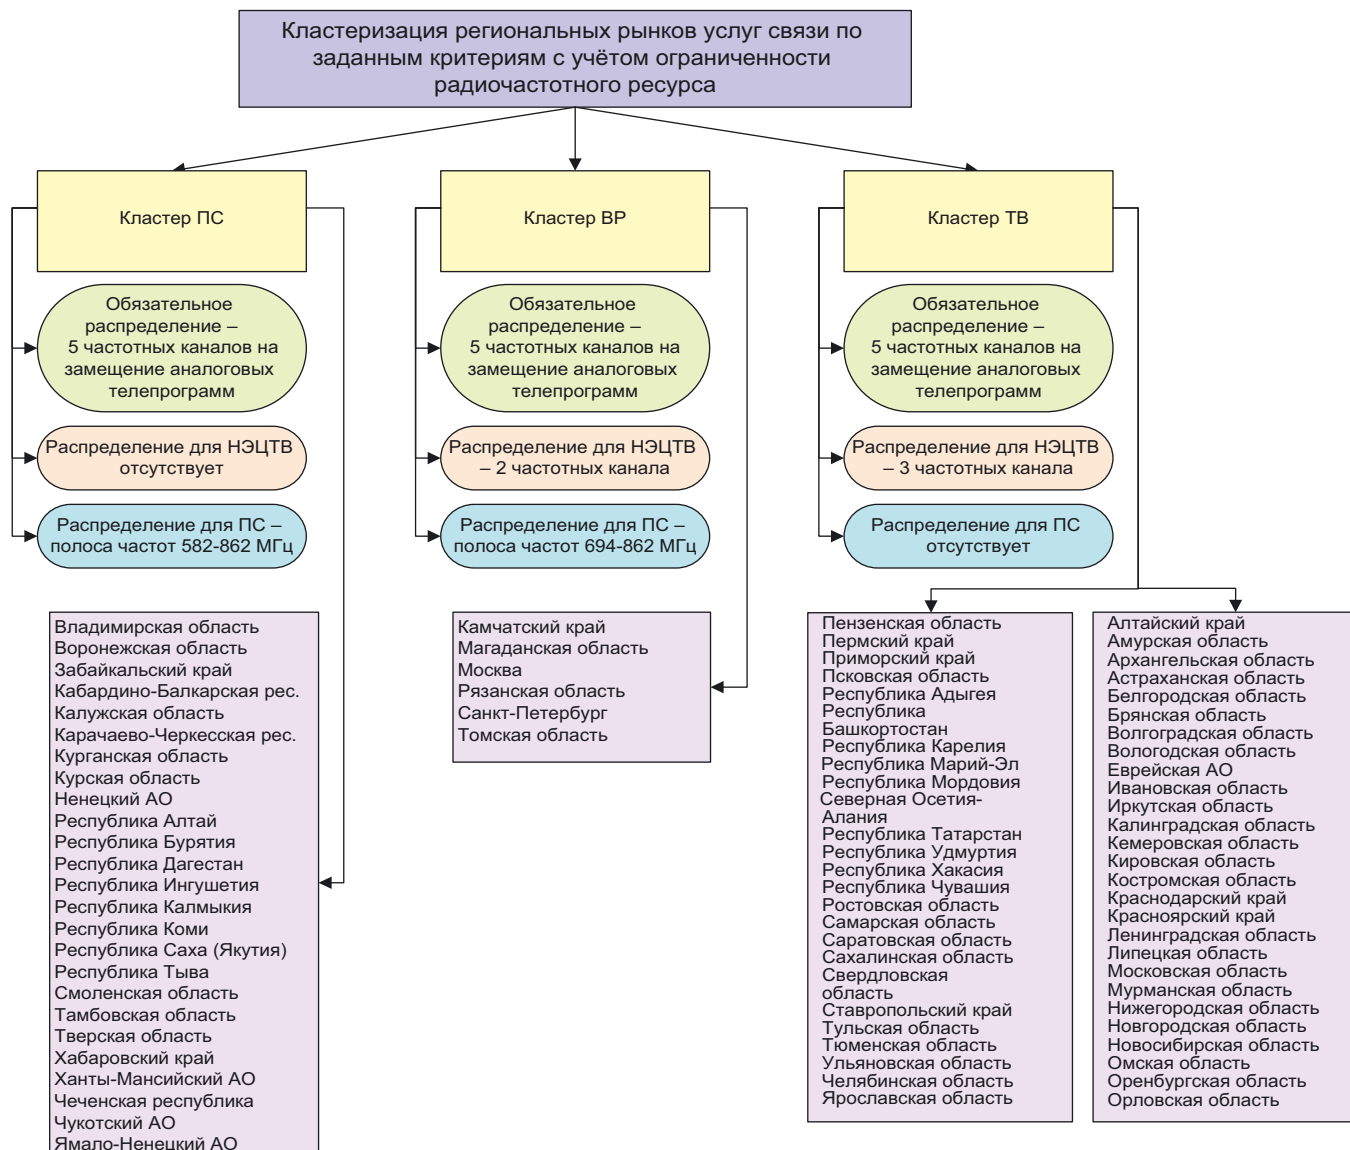 Кластеризация региональных рынков услуг связи по
заданным критериям с учётом ограниченности
радиочастотного ресурса
Кластер ПС
Обязательное
распределение –
5 частотных каналов на
замещение аналоговых
телепрограмм
Распределение для НЭЦТВ
отсутствует
Распределение для ПС –
полоса частот 582-862 МГц
Владимирская область
Воронежская область
Забайкальский край
Кабардино-Балкарская рес.
Калужская область
Карачаево-Черкесская рес.
Курганская область
Курская область
Ненецкий АО
Республика Алтай
Республика Бурятия
Республика Дагестан
Республика Ингушетия
Республика Калмыкия
Республика Коми
Республика Саха (Якутия)
Республика Тыва
Смоленская область
Тамбовская область
Тверская область
Хабаровский край
Ханты-Мансийский АО
Чеченская республика
Чукотский АО
Ямало-Ненецкий АО
Кластер ВР
Обязательное
распределение –
5 частотных каналов на
замещение аналоговых
телепрограмм
Распределение для НЭЦТВ
– 2 частотных канала
Распределение для ПС –
полоса частот 694-862 МГц
Камчатский край
Магаданская область
Москва
Рязанская область
Санкт-Петербург
Томская область
Кластер ТВ
Обязательное
распределение –
5 частотных каналов на
замещение аналоговых
телепрограмм
Распределение для НЭЦТВ
– 3 частотных канала
Распределение для ПС
отсутствует
Пензенская область
Пермский край
Приморский край
Псковская область
Республика Адыгея
Республика
Башкортостан
Республика Карелия
Республика Марий-Эл
Республика Мордовия
Северная Осетия-
Алания
Республика Татарстан
Республика Удмуртия
Республика Хакасия
Республика Чувашия
Ростовская область
Самарская область
Саратовская область
Сахалинская область
Свердловская
область
Ставропольский край
Тульская область
Тюменская область
Ульяновская область
Челябинская область
Ярославская область
Алтайский край
Амурская область
Архангельская область
Астраханская область
Белгородская область
Брянская область
Волгоградская область
Вологодская область
Еврейская АО
Ивановская область
Иркутская область
Калинградская область
Кемеровская область
Кировская область
Костромская область
Краснодарский край
Красноярский край
Ленинградская область
Липецкая область
Московская область
Мурманская область
Нижегородская область
Новгородская область
Новосибирская область
Омская область
Оренбургская область
Орловская область